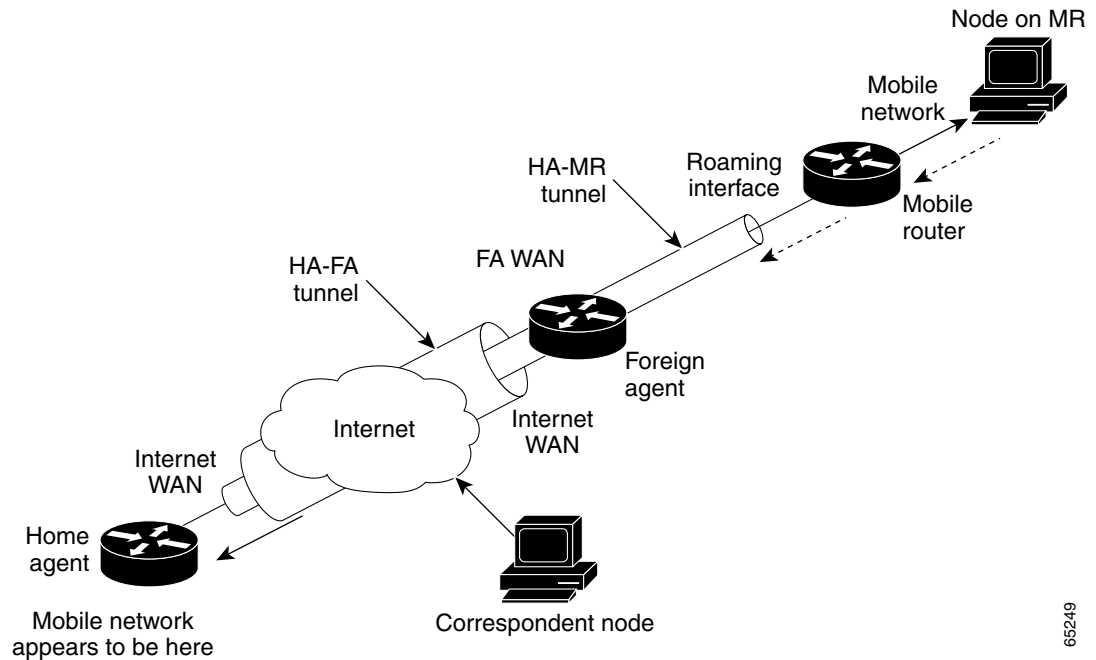 Node on MR
Mobile
network
HA-MR
tunnel
Roaming
interface
Mobile
router
HA-FA
tunnel
FA WAN
Foreign
agent
Internet
Internet
WAN
Internet
WAN
Home
agent
Mobile network
appears to be here
Correspondent node
65249